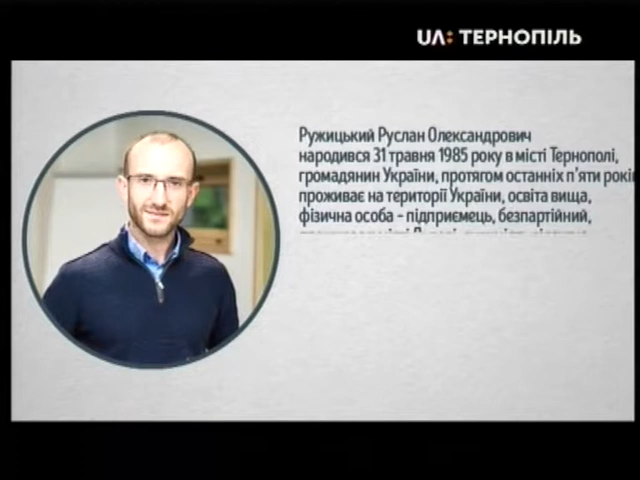 UA: ТЕРНОПІЛЬ
Ружицький Руслан Олександрович
народився 31 травня 1985 року в місті Тернополі,
громадянин України, протягом останніх п'яти років
проживає на території України, освіта вища,
фізична особа - підприємець, безпартійний,